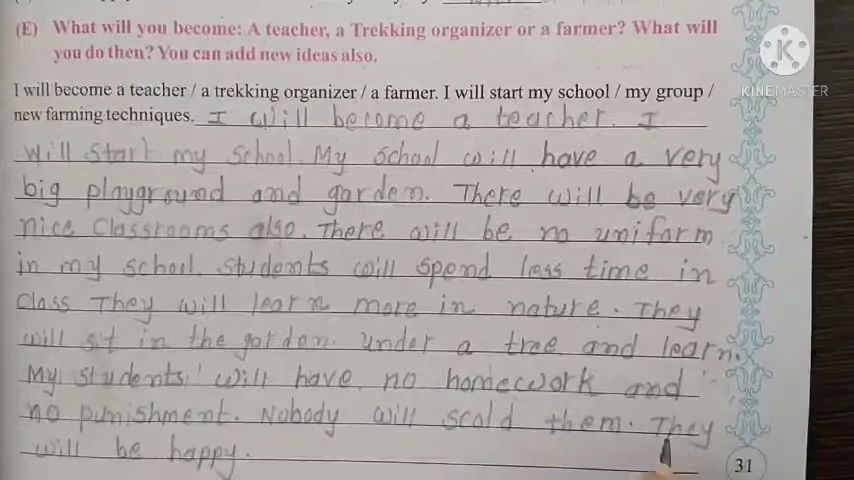 (E) What will you become: A teacher, a Trekking organizer or a farmer? What will
you do then? You can add new ideas also.
KINEMASTER
I will become a teacher / a trekking organizer / a farmer. I will start my school / my group /
new farming techniques. I will become a teacher. I
will start my school. My school will have a very
big playground and garden. There will be very
nice classrooms also. There will be no uniform
in my school. Students will spend less time in
class They will learn more in nature. They
will sit in the garden under a tree and learn.
My students will have no homework and
no punishment. Nobody will scold them. They
will be happy.
31